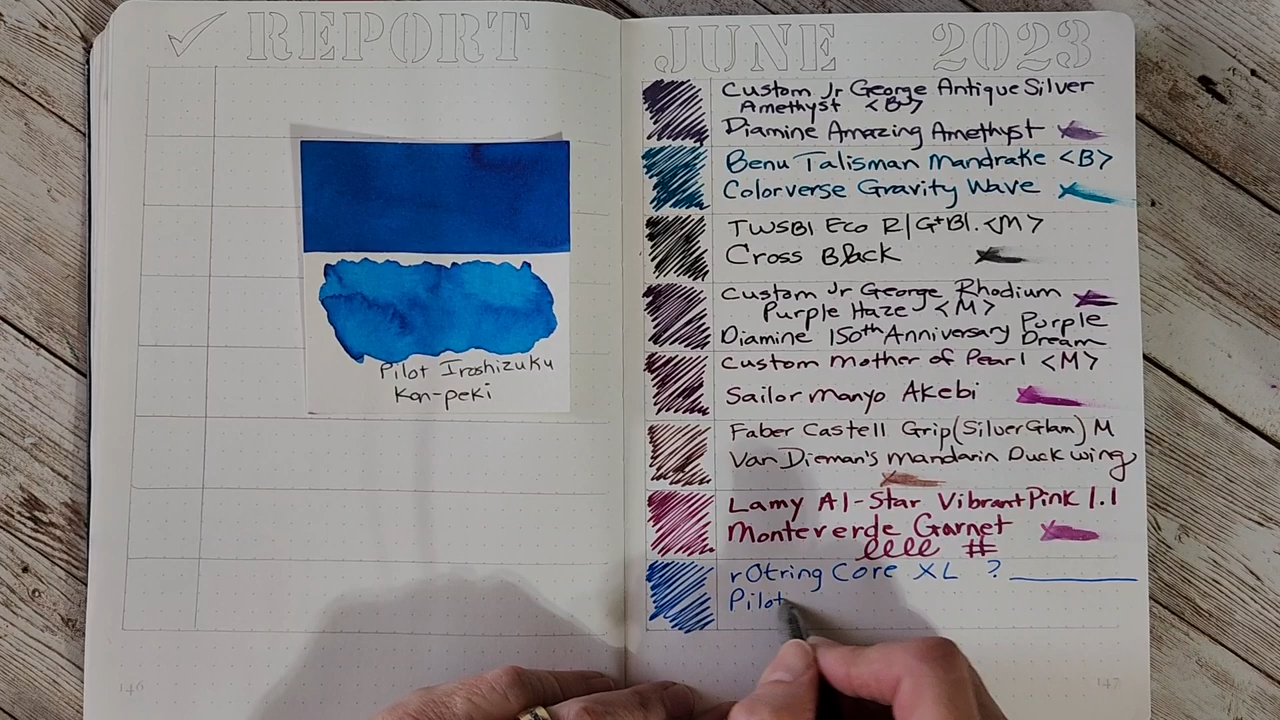 ✓ REPORT
Pilot Iroshizuku
Kon-peki
146
JUNE 2023
Custom Jr George Antique Silver
Amethyst <B>
Diamine Amazing Amethyst
Benu Talisman Mandrake <B>
Colorverse Gravity Wave
TWSBI Eco R/G+Bl. <M>
Cross Black
Custom Jr George Rhodium
Purple Haze <M>
Diamine 150th Anniversary Purple
Dream
Custom Mother of Pearl <M>
Sailor Manyo Akebi
Faber Castell Grip (Silver Glam) M
Van Dieman's Mandarin Duck wing
Lamy Al-Star Vibrant Pink 1.1
Monteverde Garnet
llll #
rOtring Core XL ?
Pilot
147